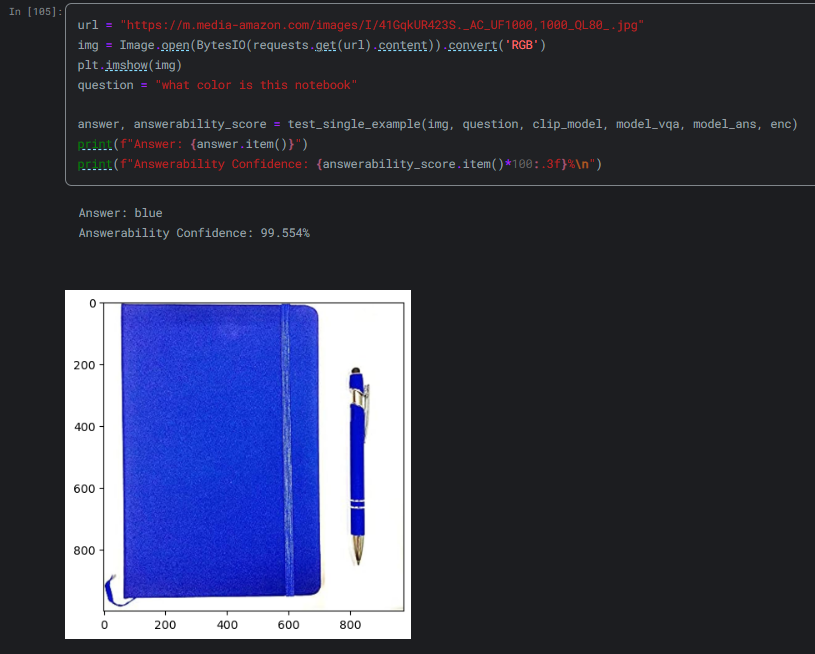 In [105]:
url = "https://m.media-amazon.com/images/I/41GqkUR423S._AC_UF1000,1000_QL80_.jpg"
img = Image.open(BytesIO(requests.get(url).content)).convert('RGB')
plt.imshow(img)
question = "what color is this notebook"
answer, answerability_score = test_single_example(img, question, clip_model, model_vqa, model_ans, enc)
print(f"Answer: {answer.item()}")
print(f"Answerability Confidence: {answerability_score.item()*100:.3f}%\n")
Answer: blue
Answerability Confidence: 99.554%
0
200
400
600
800
0 200 400 600 800